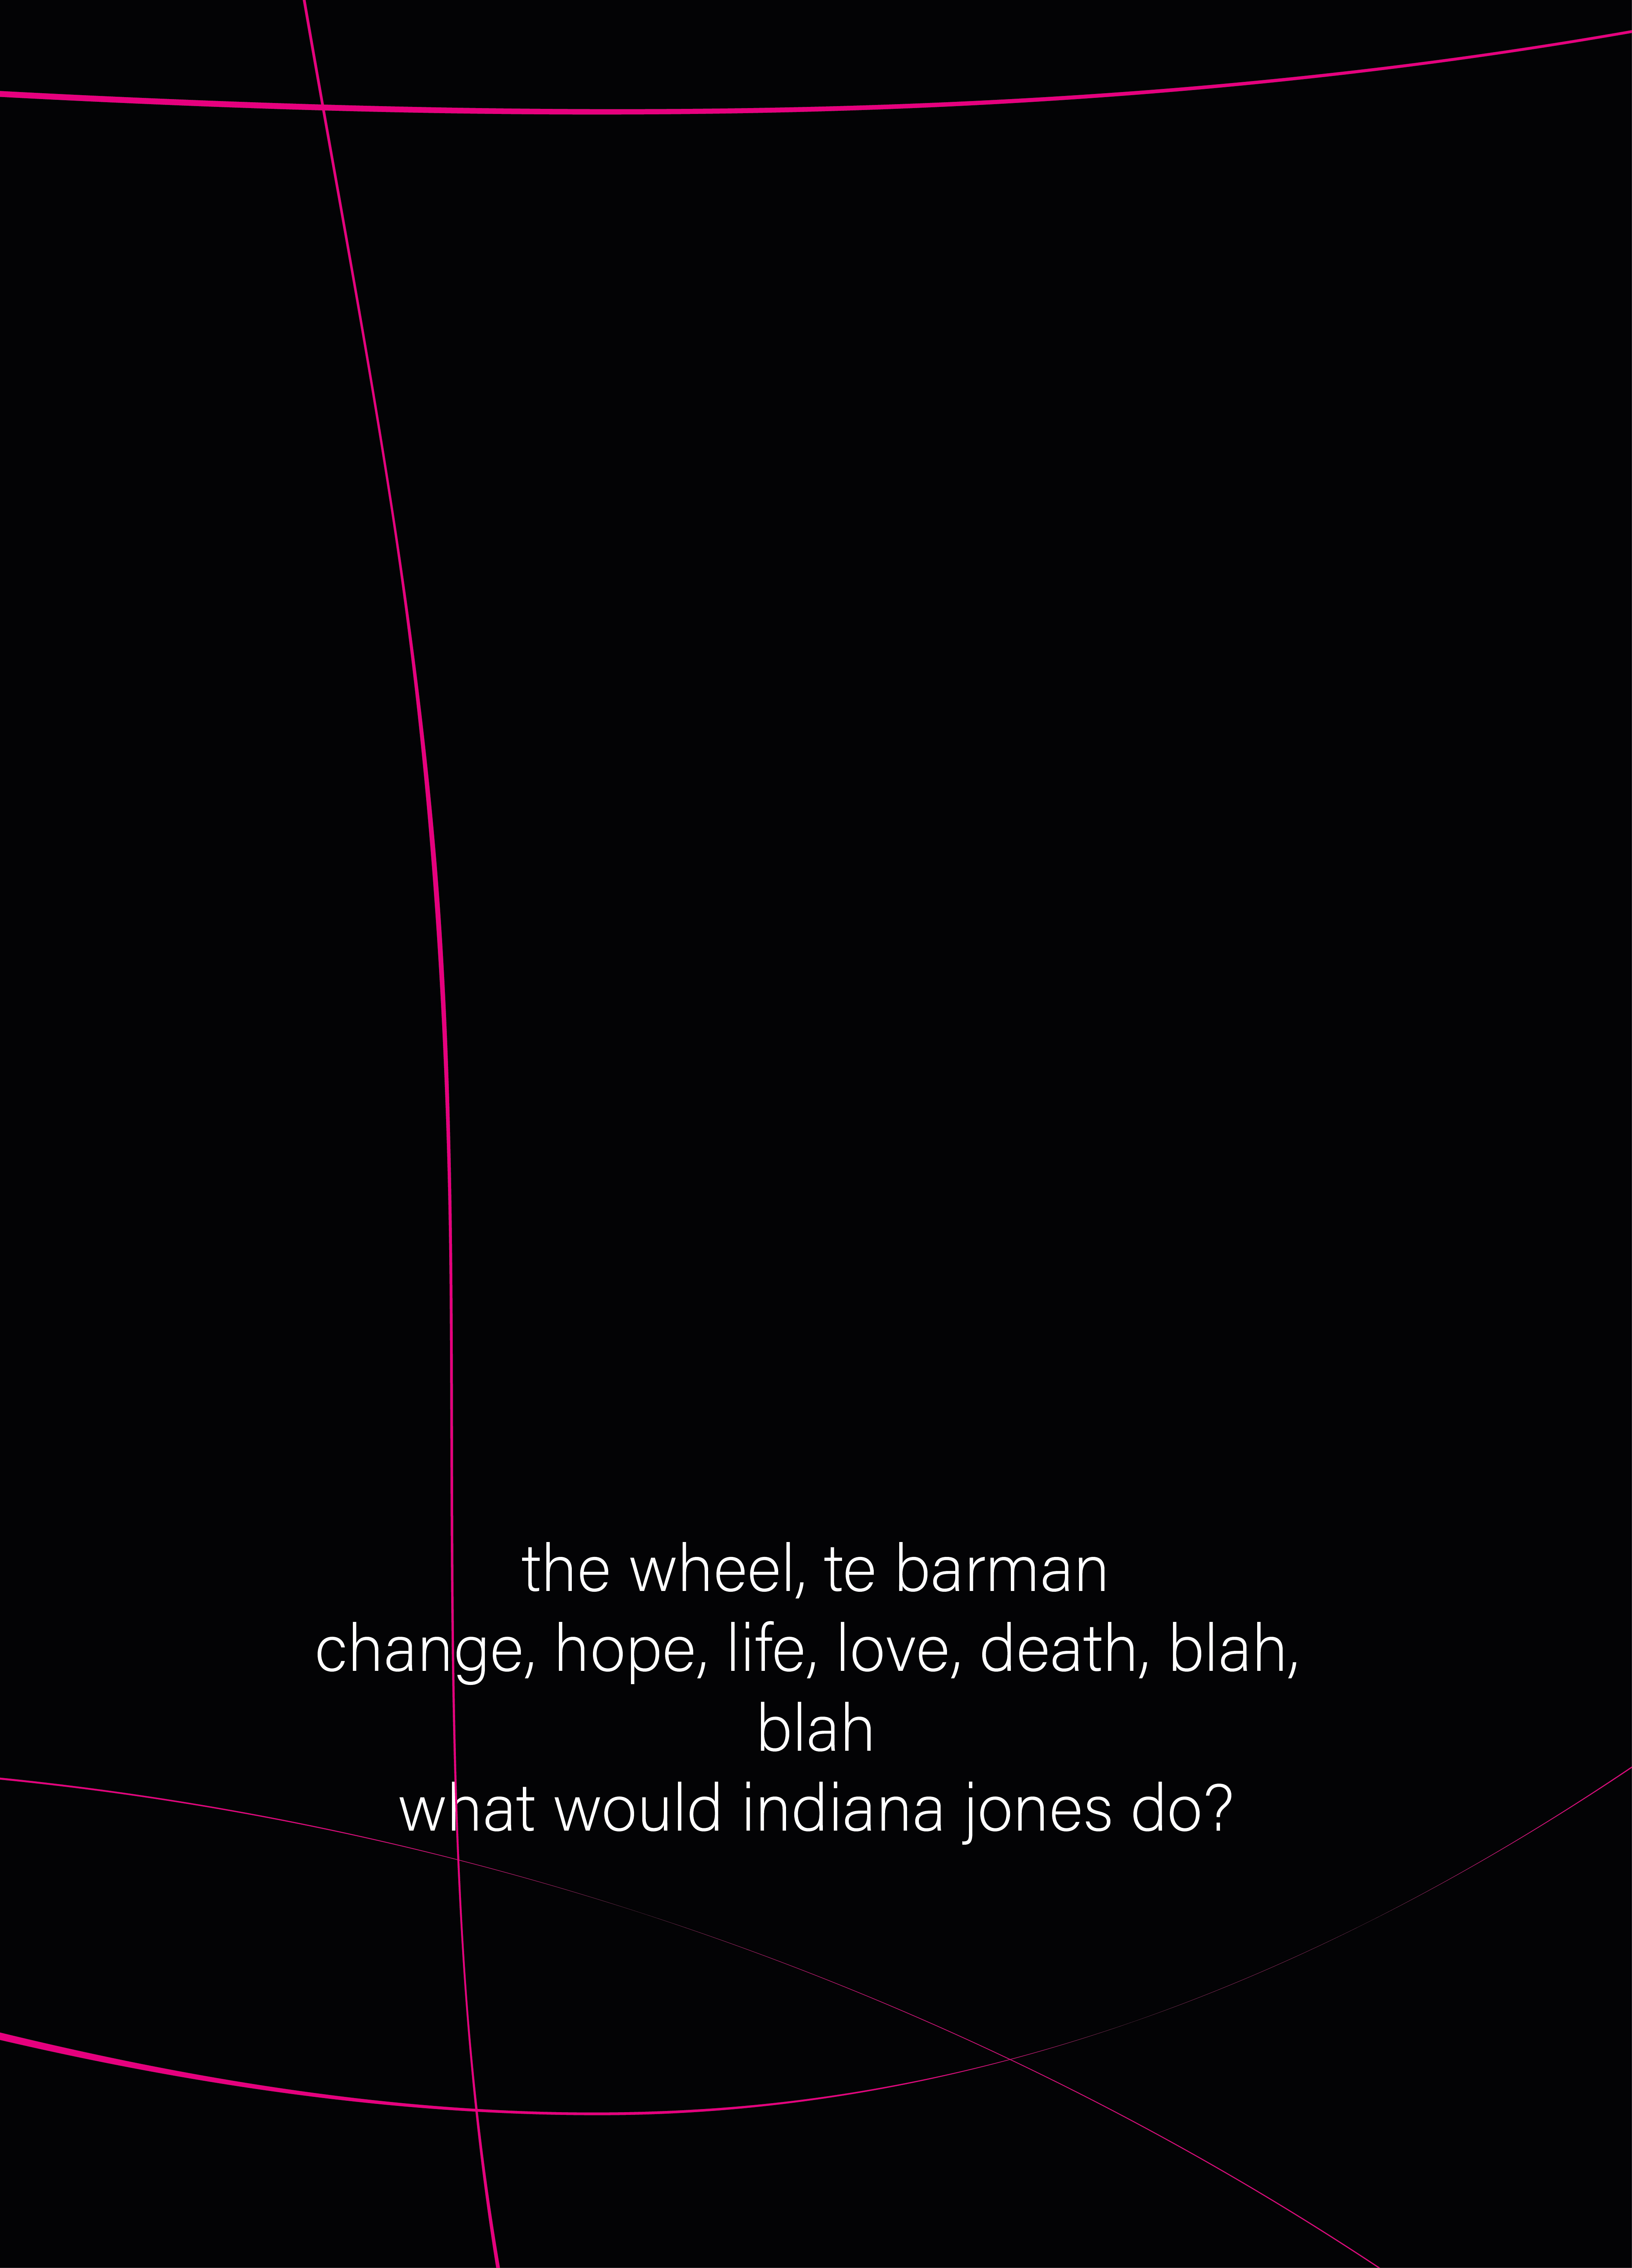 the wheel, te barman
change, hope, life, love, death, blah,
blah
what would indiana jones do?